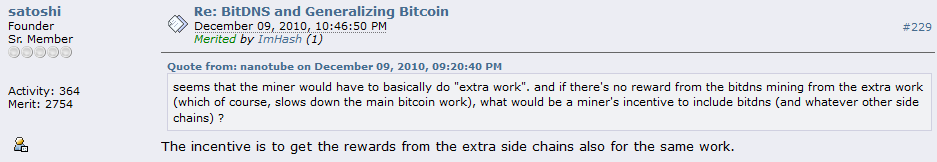 satoshi
Founder
Sr. Member
Activity: 364
Merit: 2754
Re: BitDNS and Generalizing Bitcoin
December 09, 2010, 10:46:50 PM
Merited by ImHash (1)
#229
Quote from: nanotube on December 09, 2010, 09:20:40 PM
seems that the miner would have to basically do "extra work". and if there's no reward from the bitdns mining from the extra work
(which of course, slows down the main bitcoin work), what would be a miner's incentive to include bitdns (and whatever other side
chains) ?
The incentive is to get the rewards from the extra side chains also for the same work.